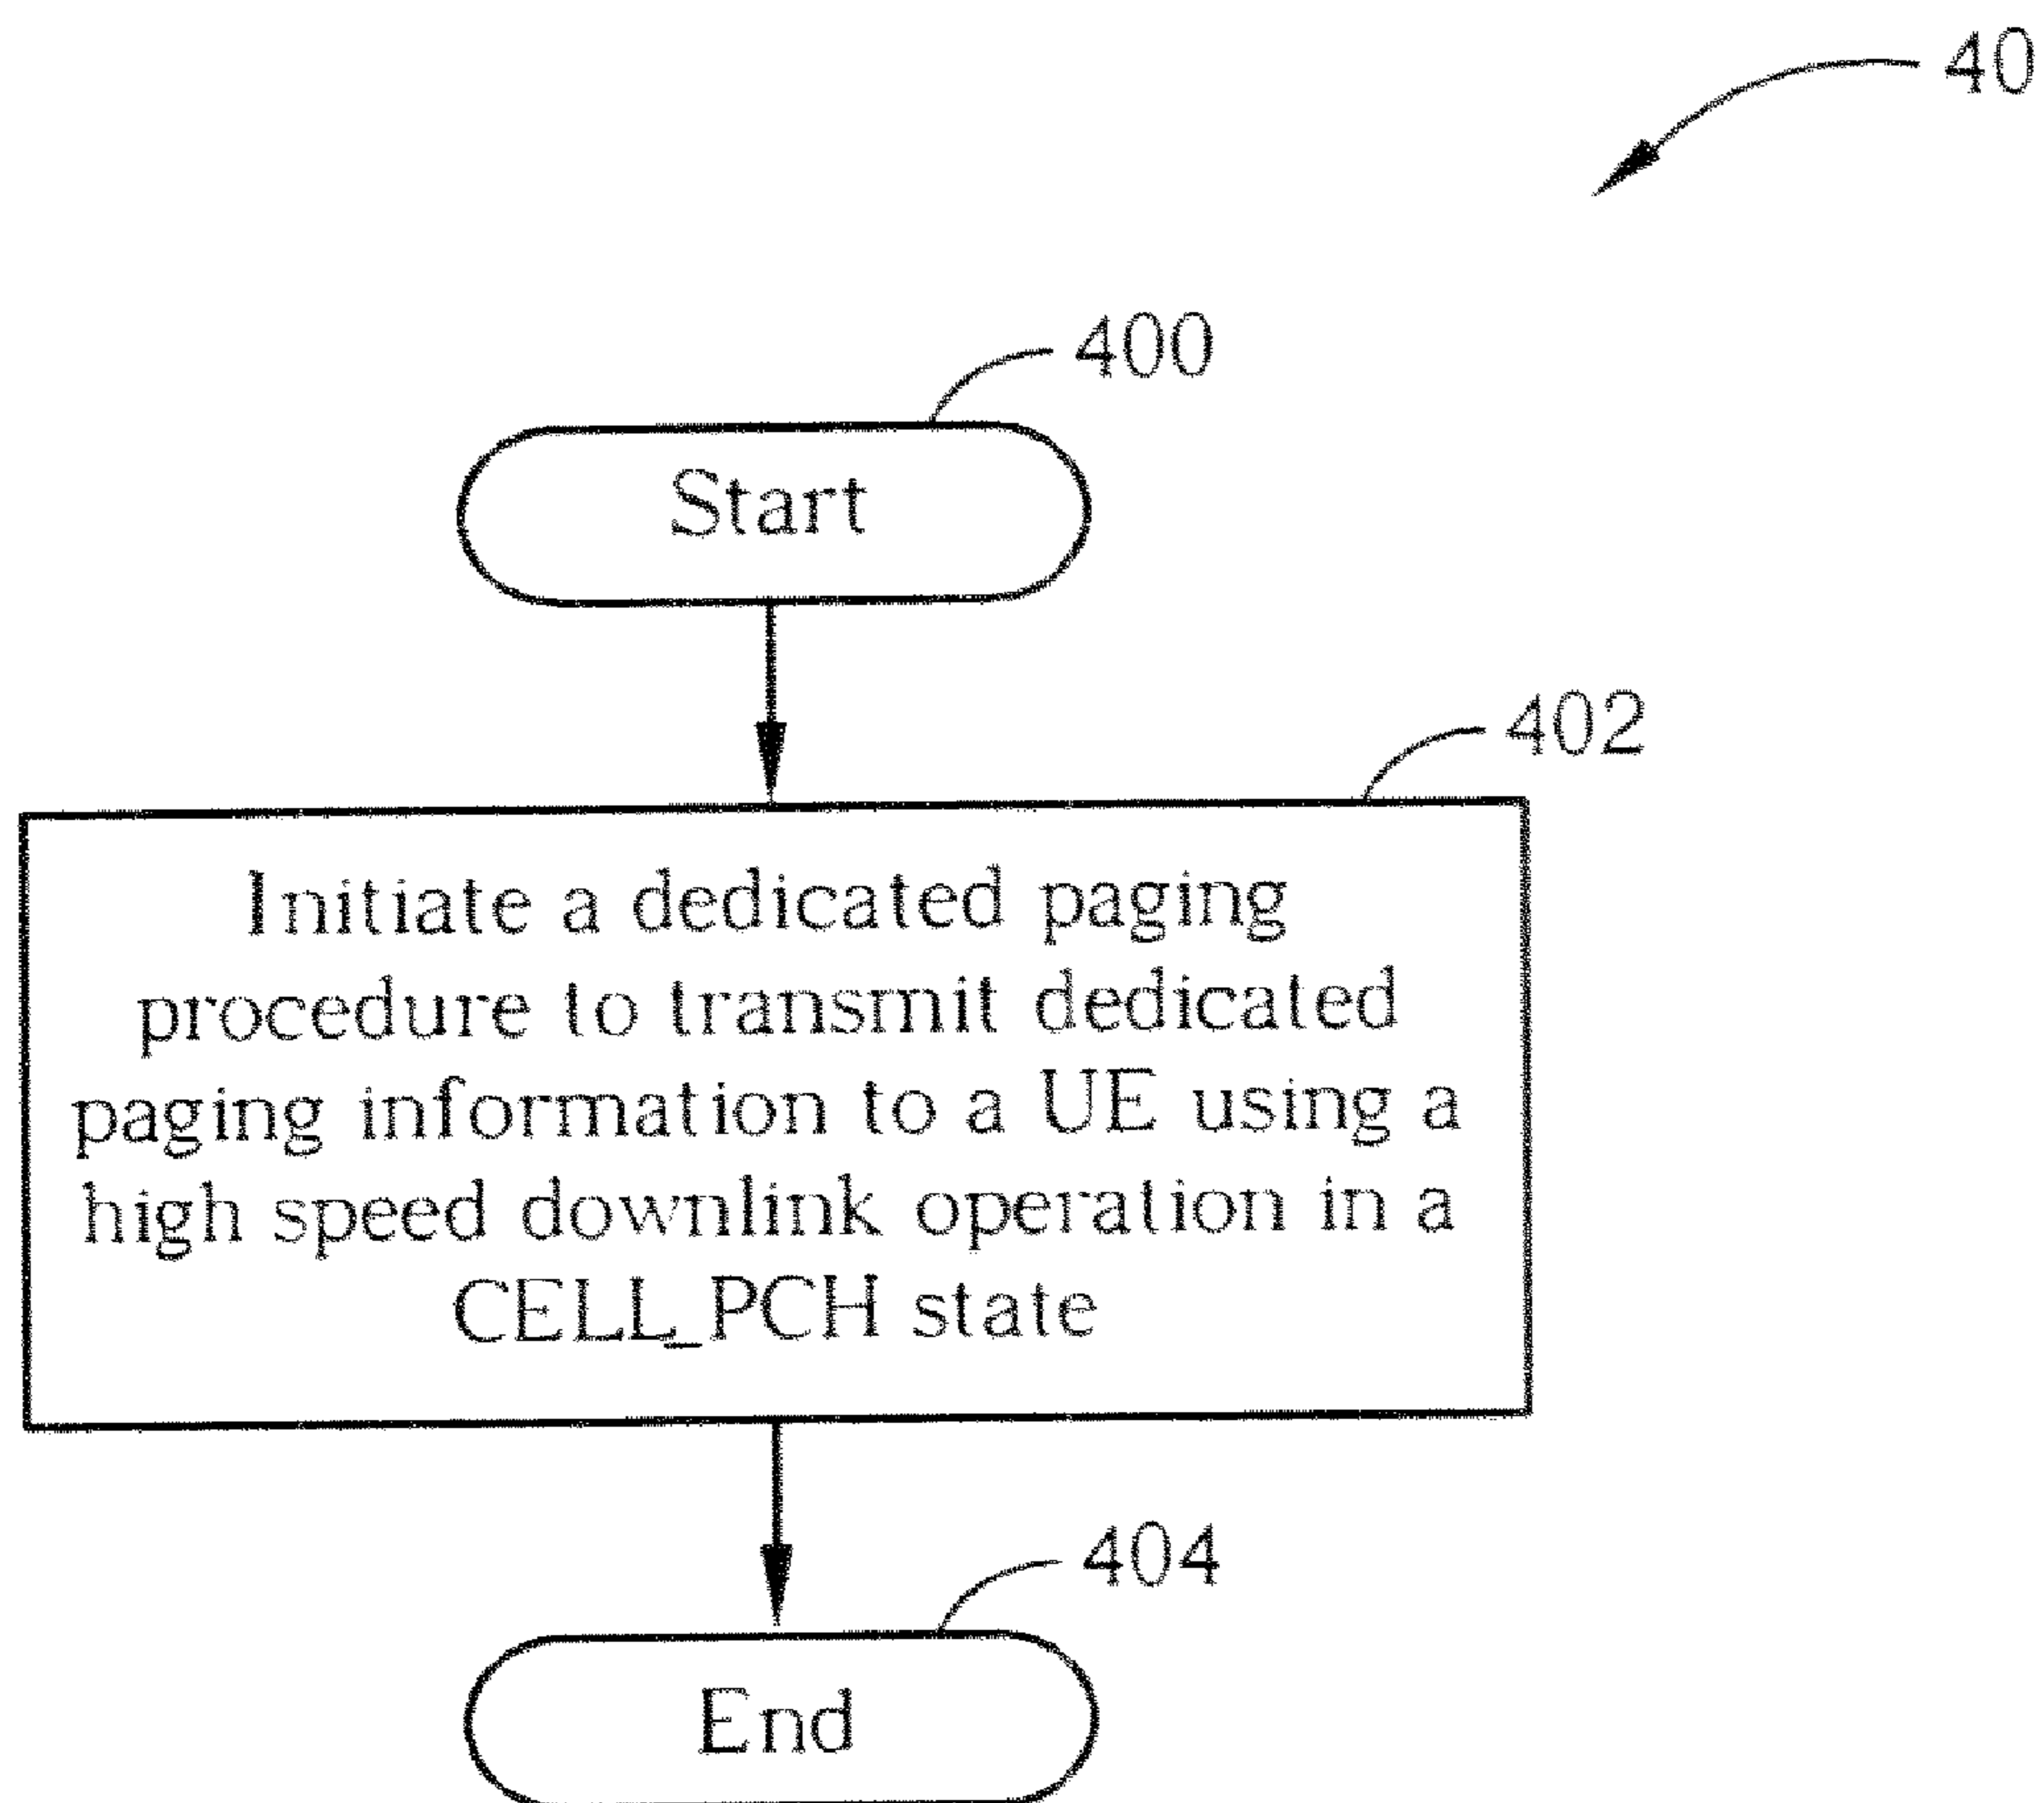 40
400
Start
402
Initiate a dedicated paging
procedure to transmit dedicated
paging information to a UE using a
high speed downlink operation in a
CELL_PCH state
404
End